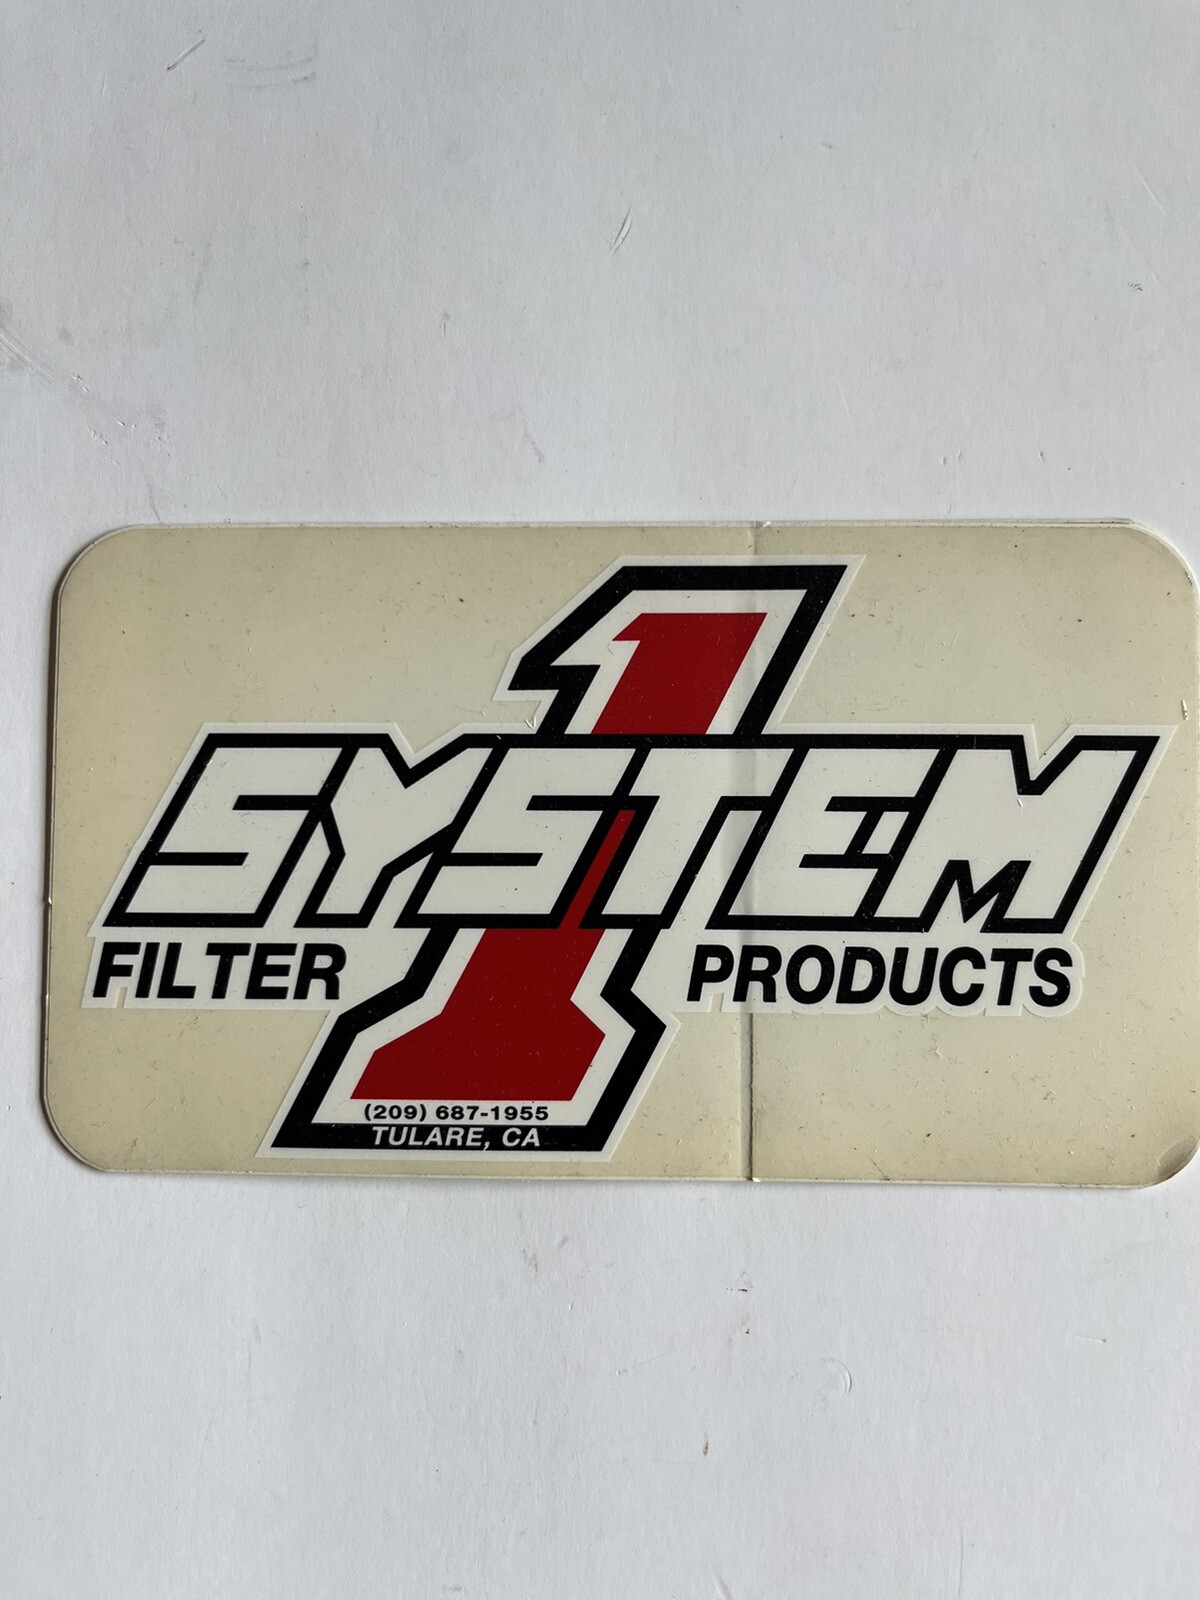 1
SYSTEM
FILTER PRODUCTS
(209) 687-1955
TULARE, CA